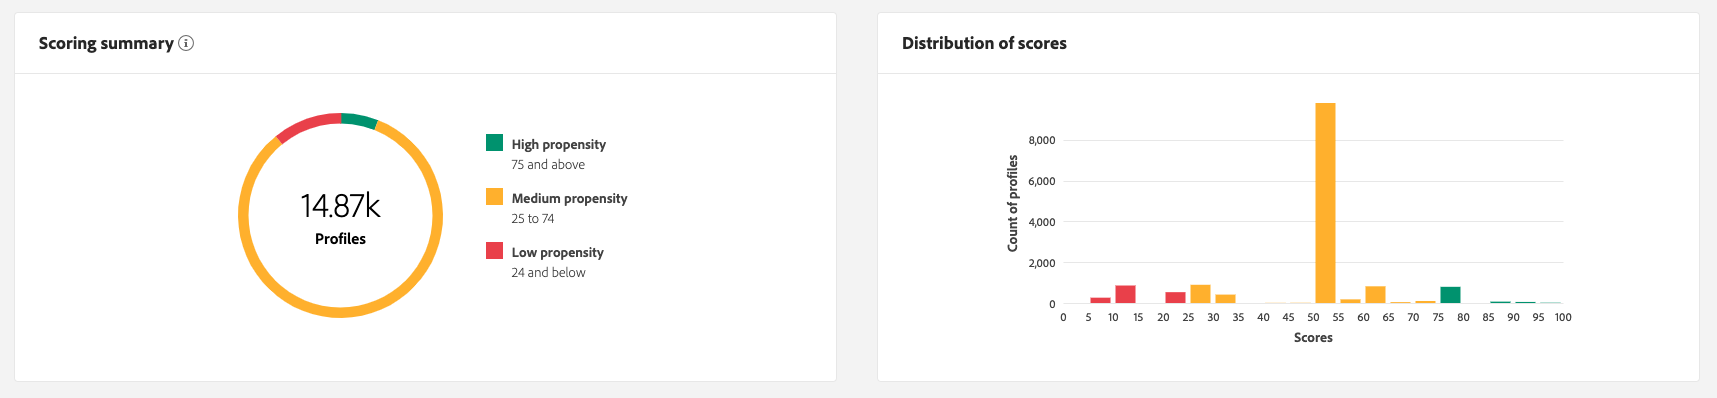 Scoring summary
14.87k
Profiles
High propensity
75 and above
Medium propensity
25 to 74
Low propensity
24 and below
Distribution of scores
Count of profiles
8,000
6,000
4,000
2,000
0
0 5 10 15 20 25 30 35 40 45 50 55 60 65 70 75 80 85 90 95 100
Scores